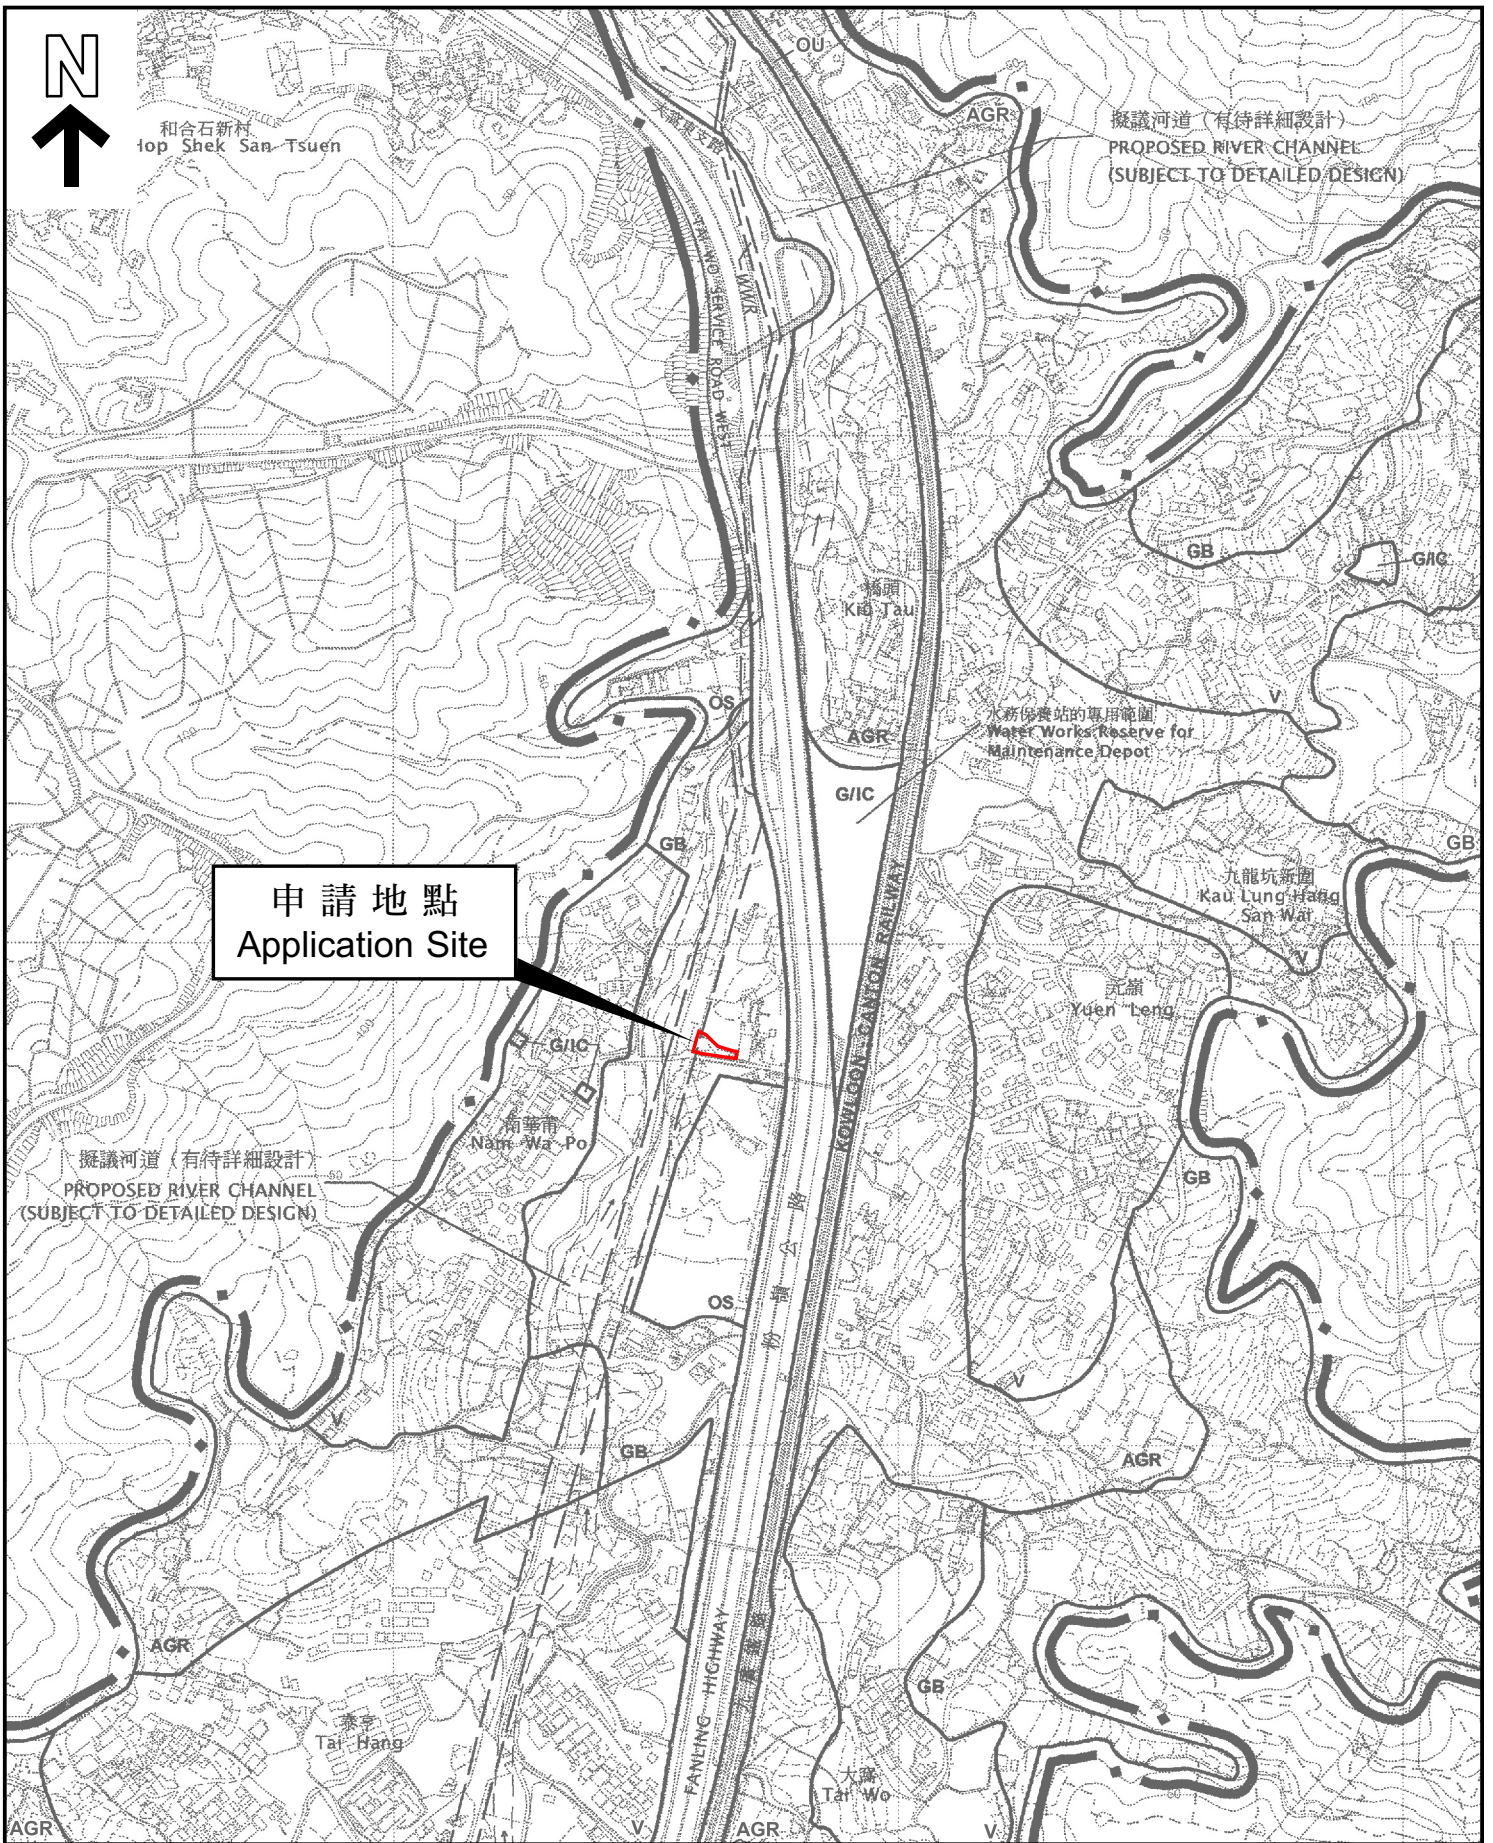 N
OU
AGR
擬議河道（有待詳細設計）
PROPOSED RIVER CHANNEL
(SUBJECT TO DETAILED DESIGN)
和合石新村
Hop Shek San Tsuen
TAI WO SERVICE ROAD WEST
GB
G/IC
橋頭
Kiu Tau
V
OS
AGR
水務保養站的專用範圍
Water Works Reserve for
Maintenance Depot
G/IC
GB
GB
申請地點
Application Site
九龍坑新圍
Kau Lung Hang
San Wai
V
KOWLOON-CANTON RAILWAY
元嶺
Yuen Leng
G/IC
南華莆
Nam Wa Po
擬議河道（有待詳細設計）
PROPOSED RIVER CHANNEL
(SUBJECT TO DETAILED DESIGN)
GB
粉嶺公路
OS
V
V
GB
AGR
AGR
FANLING HIGHWAY
GB
泰亨
Tai Hang
大窩
Tai Wo
AGR
V
AGR
V